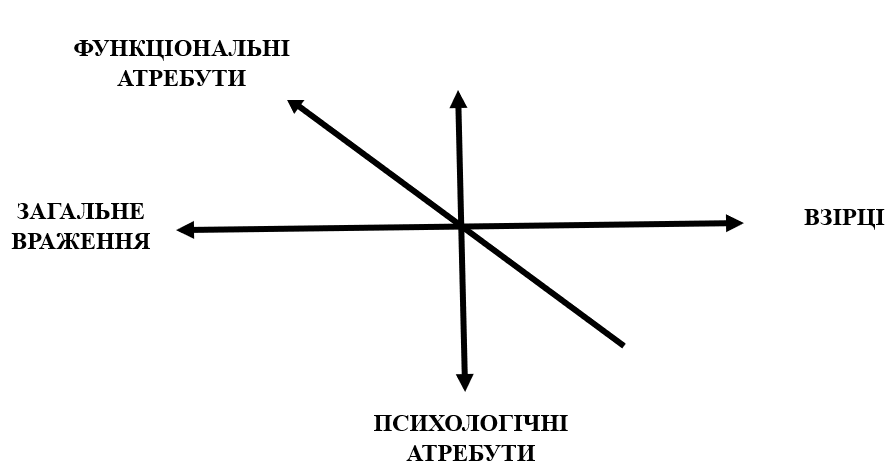 ФУНКЦІОНАЛЬНІ
АТРЕБУТИ
ЗАГАЛЬНЕ
ВРАЖЕННЯ
ВЗІРЦІ
ПСИХОЛОГІЧНІ
АТРЕБУТИ